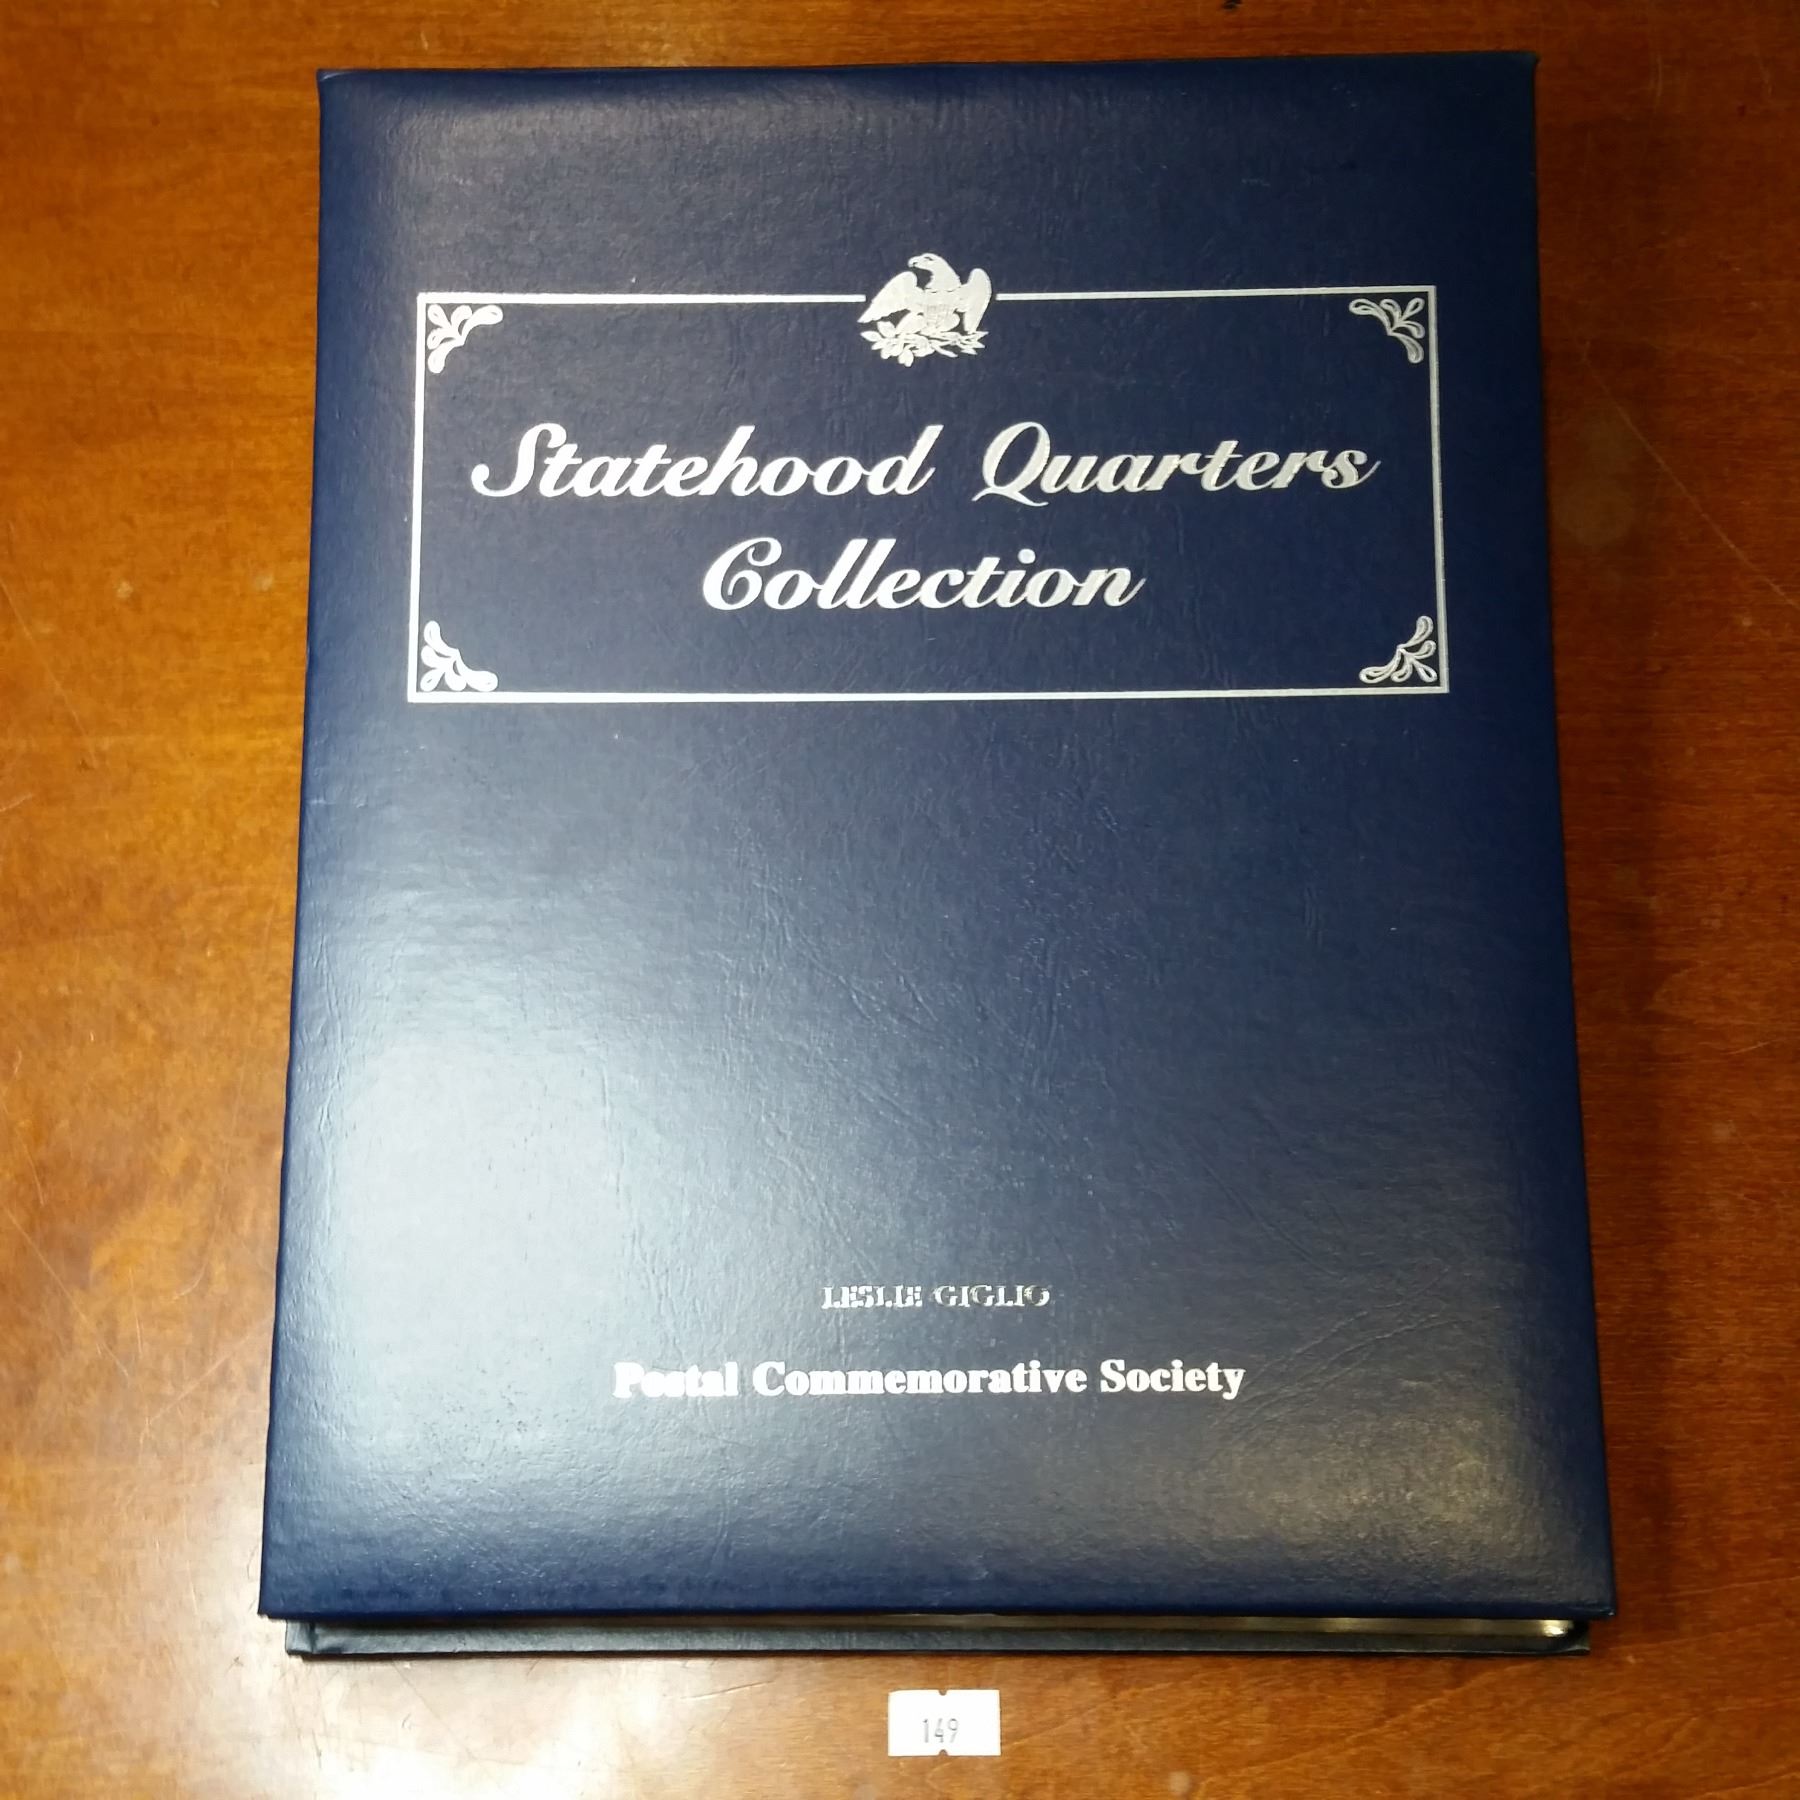 Statehood Quarters
Collection
LESLIE GIGLIO
Postal Commemorative Society
149